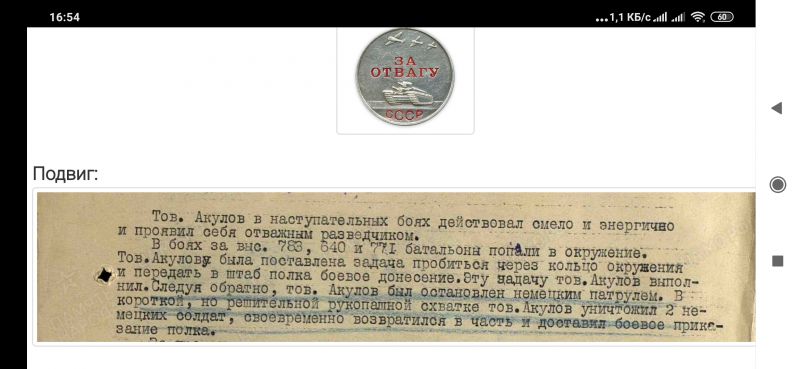 16:54
...1,1 КБ/с
60
ЗА
ОТВАГУ
СССР
Подвиг:
Тов. Акулов в наступательных боях действовал смело и энергично
и проявил себя отважным разведчиком.
В боях за выс. 783, 640 и 771 батальоны попали в окружение.
Тов.Акулову была поставлена задача пробиться через кольцо окружения
и передать в штаб полка боевое донесение.Эту задачу тов.Акулов выпол-
нил.Следуя обратно, тов. Акулов был остановлен немецким патрулем. В
короткой, но решительной рукопашной схватке тов.Акулов уничтожил 2 не-
мецких солдат, своевременно возвратился в часть и доставил боевое прика-
зание полка.